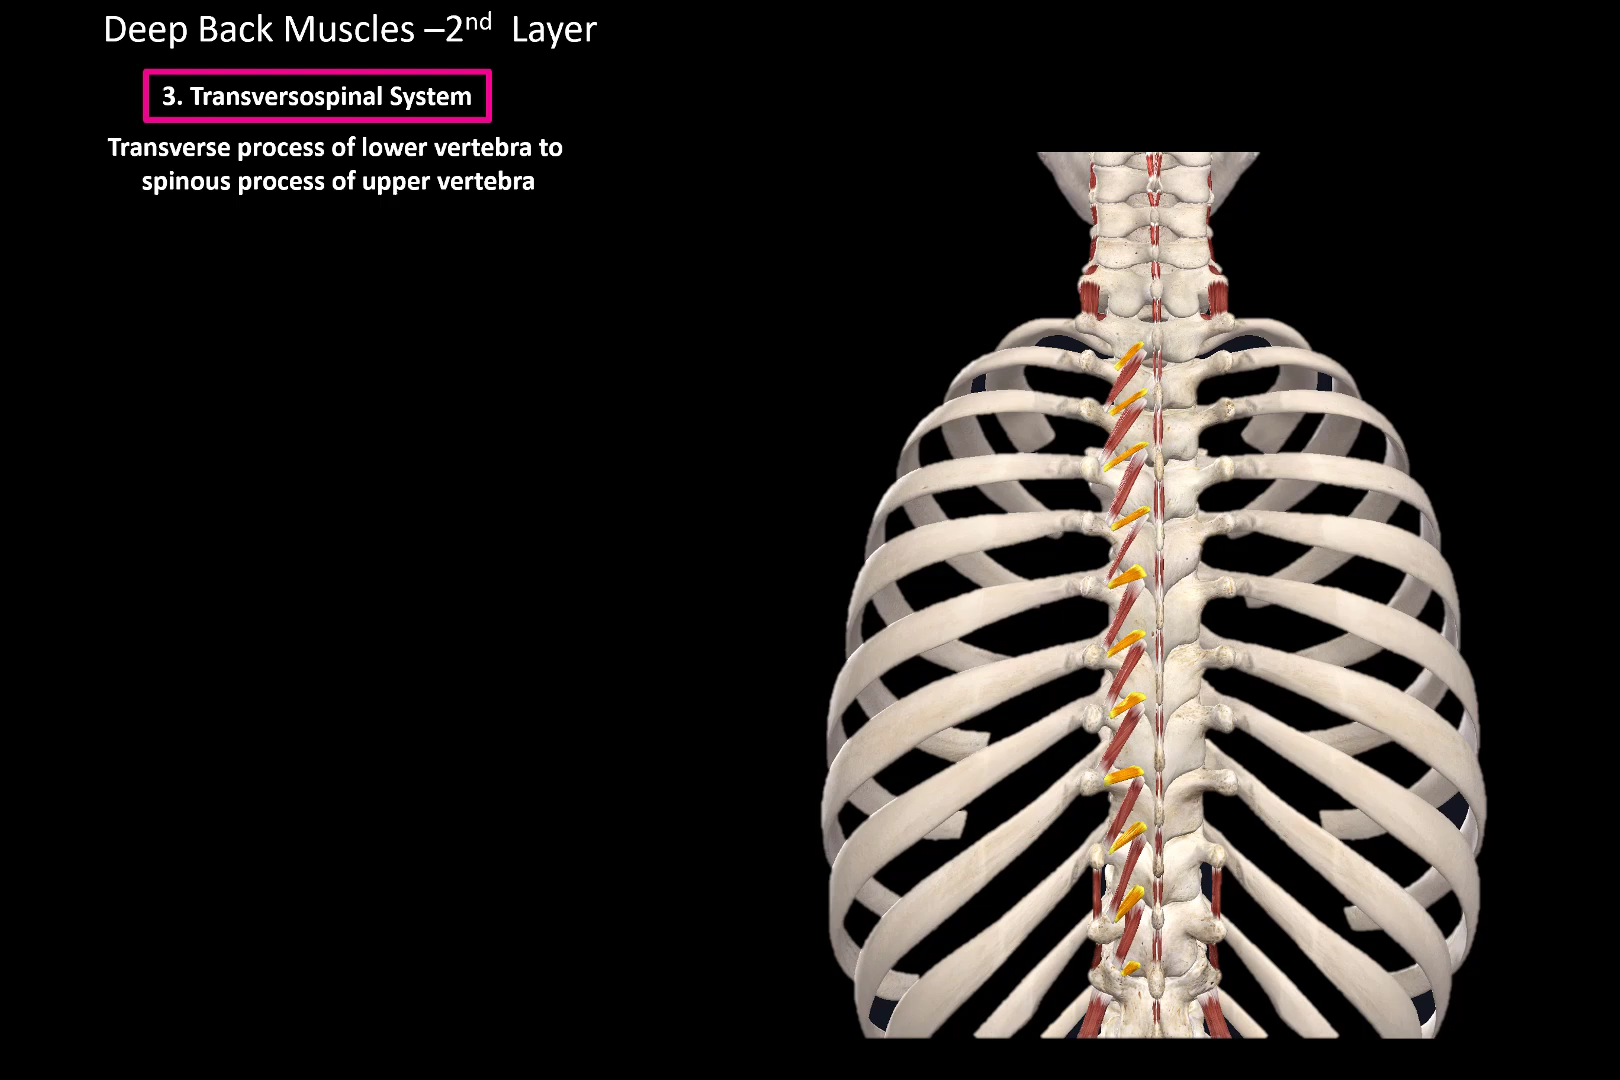 Deep Back Muscles –2nd Layer
3. Transversospinal System
Transverse process of lower vertebra to
spinous process of upper vertebra